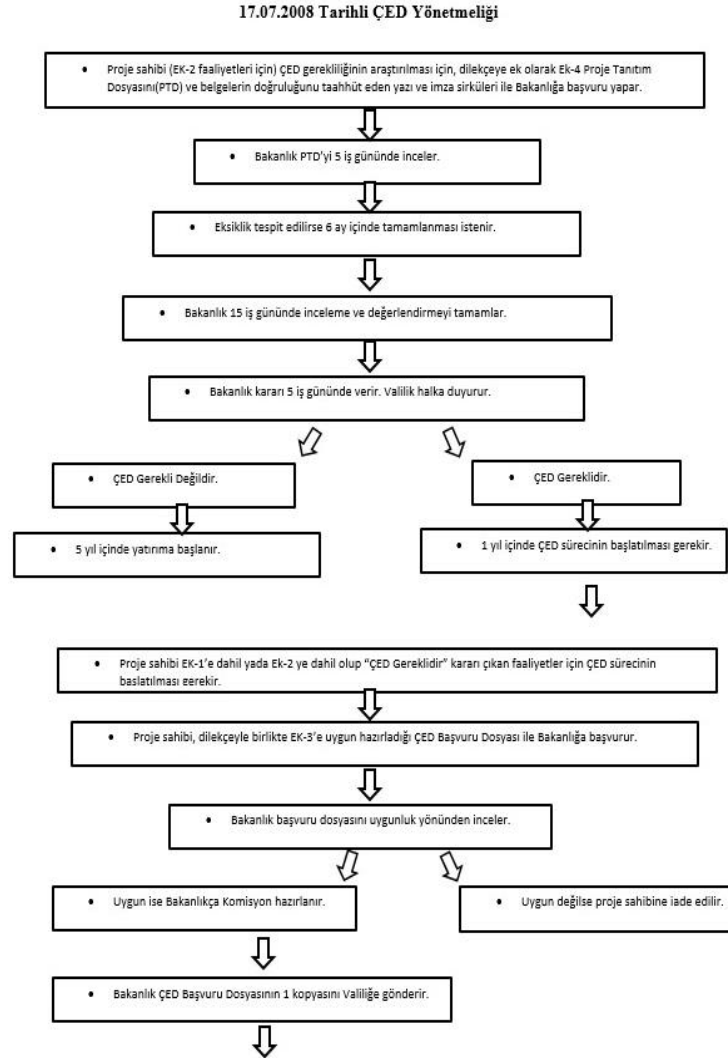 17.07.2008 Tarihli ÇED Yönetmeliği
• Proje sahibi (EK-2 faaliyetleri için) ÇED gerekliliğinin araştırılması için, dilekçeye ek olarak Ek-4 Proje Tanıtım
Dosyasını(PTD) ve belgelerin doğruluğunu taahhüt eden yazı ve imza sirküleri ile Bakanlığa başvuru yapar.
• Bakanlık PTD'yi 5 iş gününde inceler.
• Eksiklik tespit edilirse 6 ay içinde tamamlanması istenir.
• Bakanlık 15 iş gününde inceleme ve değerlendirmeyi tamamlar.
• Bakanlık kararı 5 iş gününde verir. Valilik halka duyurur.
• ÇED Gerekli Değildir.
• ÇED Gereklidir.
• 5 yıl içinde yatırıma başlanır.
• 1 yıl içinde ÇED sürecinin başlatılması gerekir.
• Proje sahibi EK-1'e dahil yada Ek-2 ye dahil olup “ÇED Gereklidir” kararı çıkan faaliyetler için ÇED sürecinin
başlatılması gerekir.
• Proje sahibi, dilekçeyle birlikte EK-3'e uygun hazırladığı ÇED Başvuru Dosyası ile Bakanlığa başvurur.
• Bakanlık başvuru dosyasını uygunluk yönünden inceler.
• Uygun ise Bakanlıkça Komisyon hazırlanır.
• Uygun değilse proje sahibine iade edilir.
• Bakanlık ÇED Başvuru Dosyasının 1 kopyasını Valiliğe gönderir.